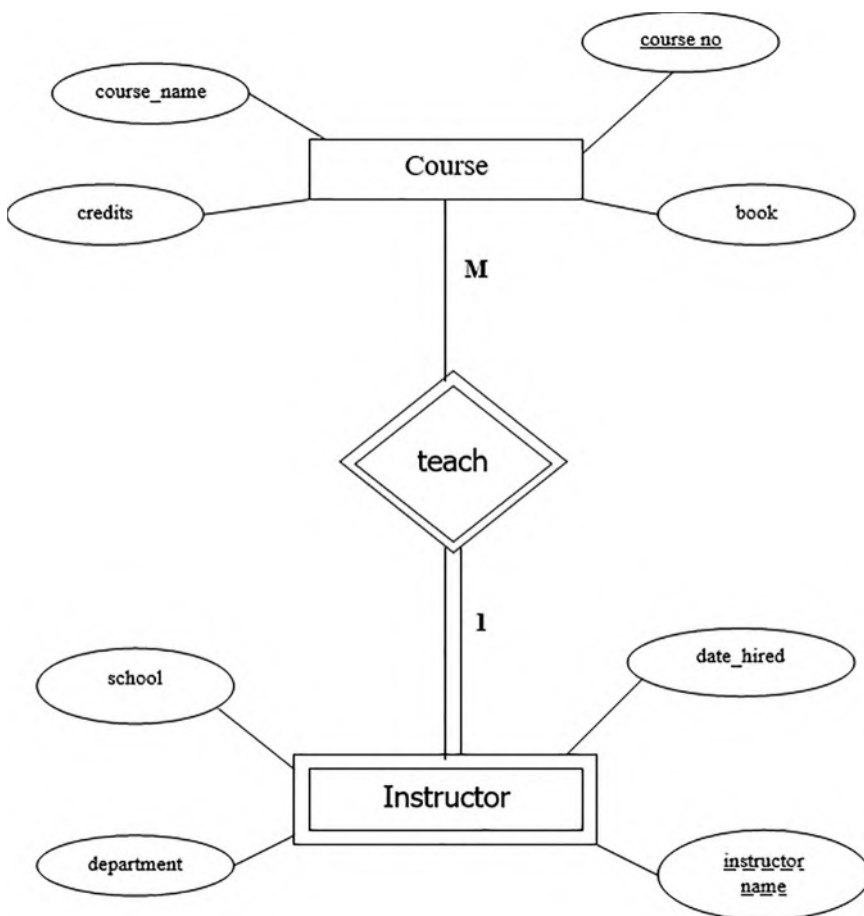 course no
course_name
Course
credits
book
M
teach
1
school
date_hired
Instructor
department
instructor
name